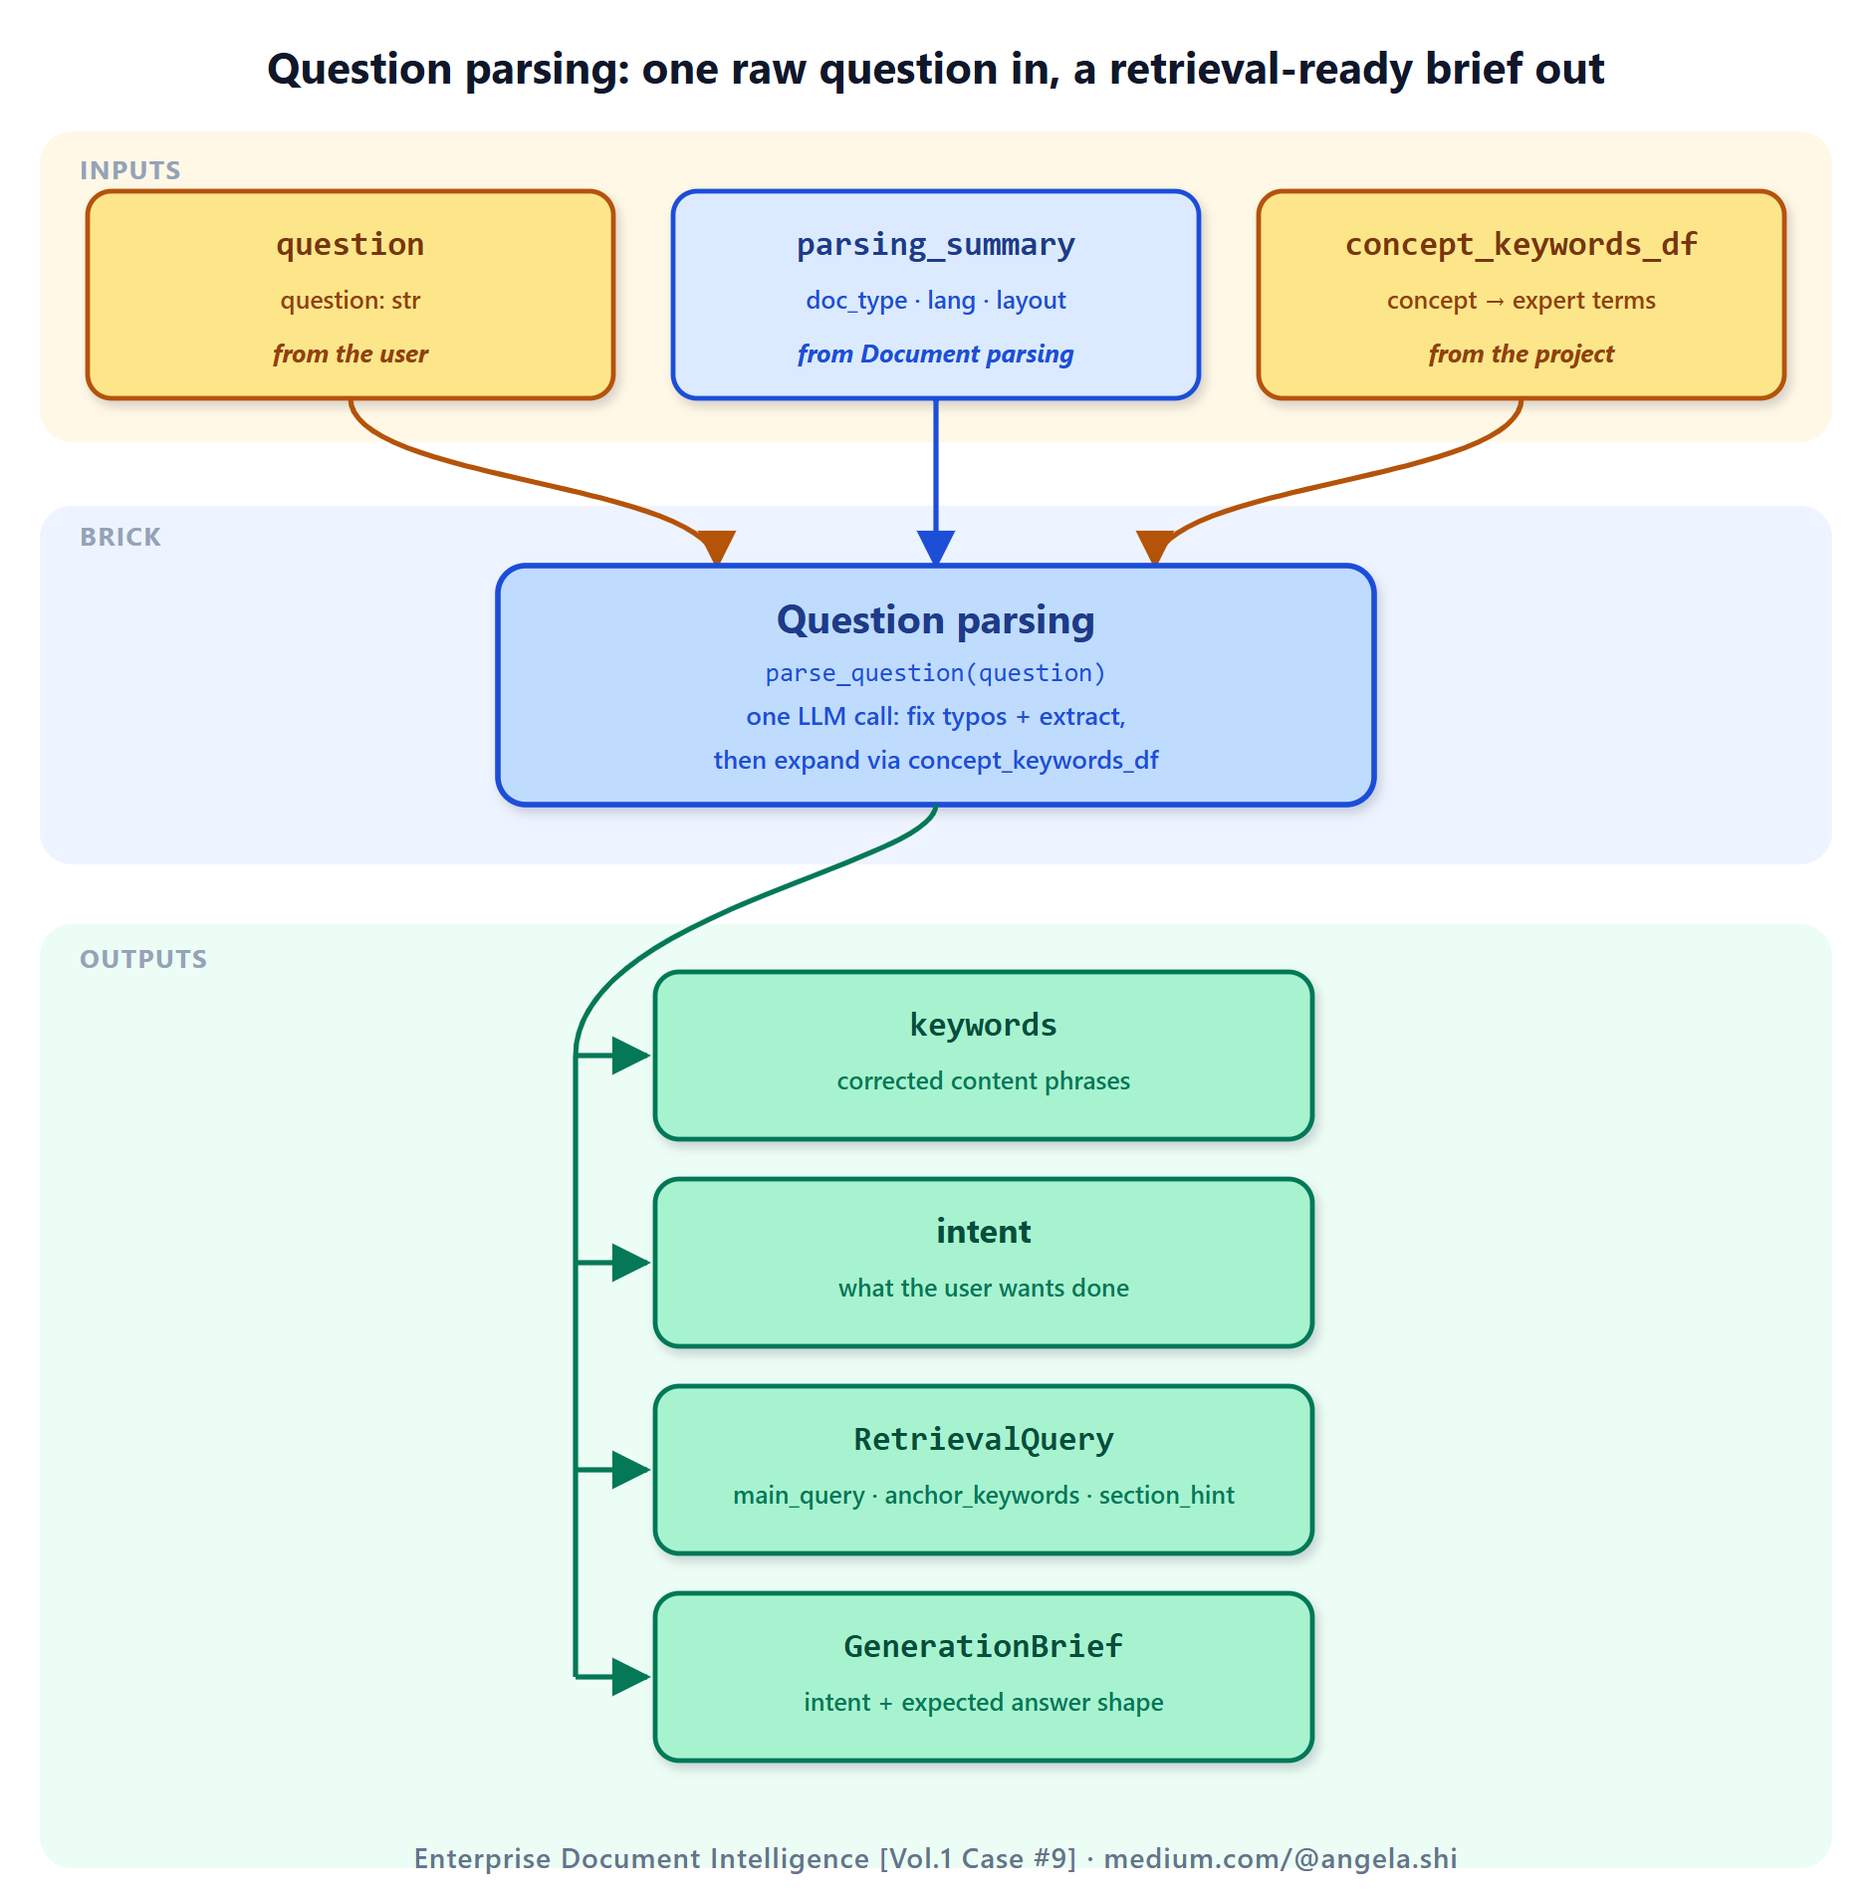 Question parsing: one raw question in, a retrieval-ready brief out
INPUTS
question
question: str
from the user
parsing_summary
doc_type · lang · layout
from Document parsing
concept_keywords_df
concept → expert terms
from the project
BRICK
Question parsing
parse_question(question)
one LLM call: fix typos + extract,
then expand via concept_keywords_df
OUTPUTS
keywords
corrected content phrases
intent
what the user wants done
RetrievalQuery
main_query · anchor_keywords · section_hint
GenerationBrief
intent + expected answer shape
Enterprise Document Intelligence [Vol.1 Case #9] · medium.com/@angela.shi